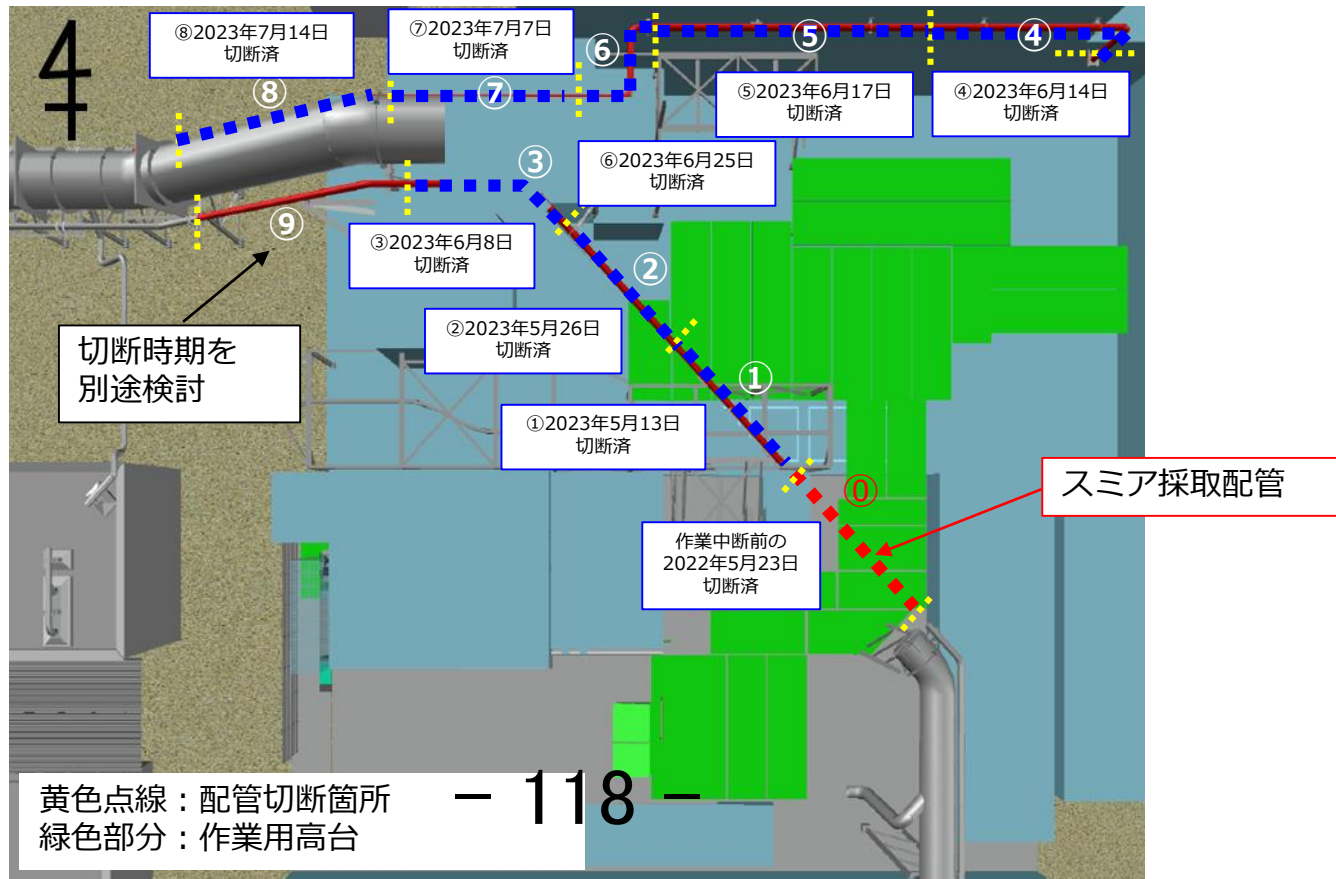 4
⑧2023年7月14日
切断済
⑦2023年7月7日
切断済
⑥
⑤
④
⑧
⑦
⑤2023年6月17日
切断済
④2023年6月14日
切断済
③
⑥2023年6月25日
切断済
⑨
③2023年6月8日
切断済
②
②2023年5月26日
切断済
切断時期を
別途検討
①
①2023年5月13日
切断済
⓪
スミア採取配管
作業中断前の
2022年5月23日
切断済
黄色点線：配管切断箇所
緑色部分：作業用高台
－ 118 －